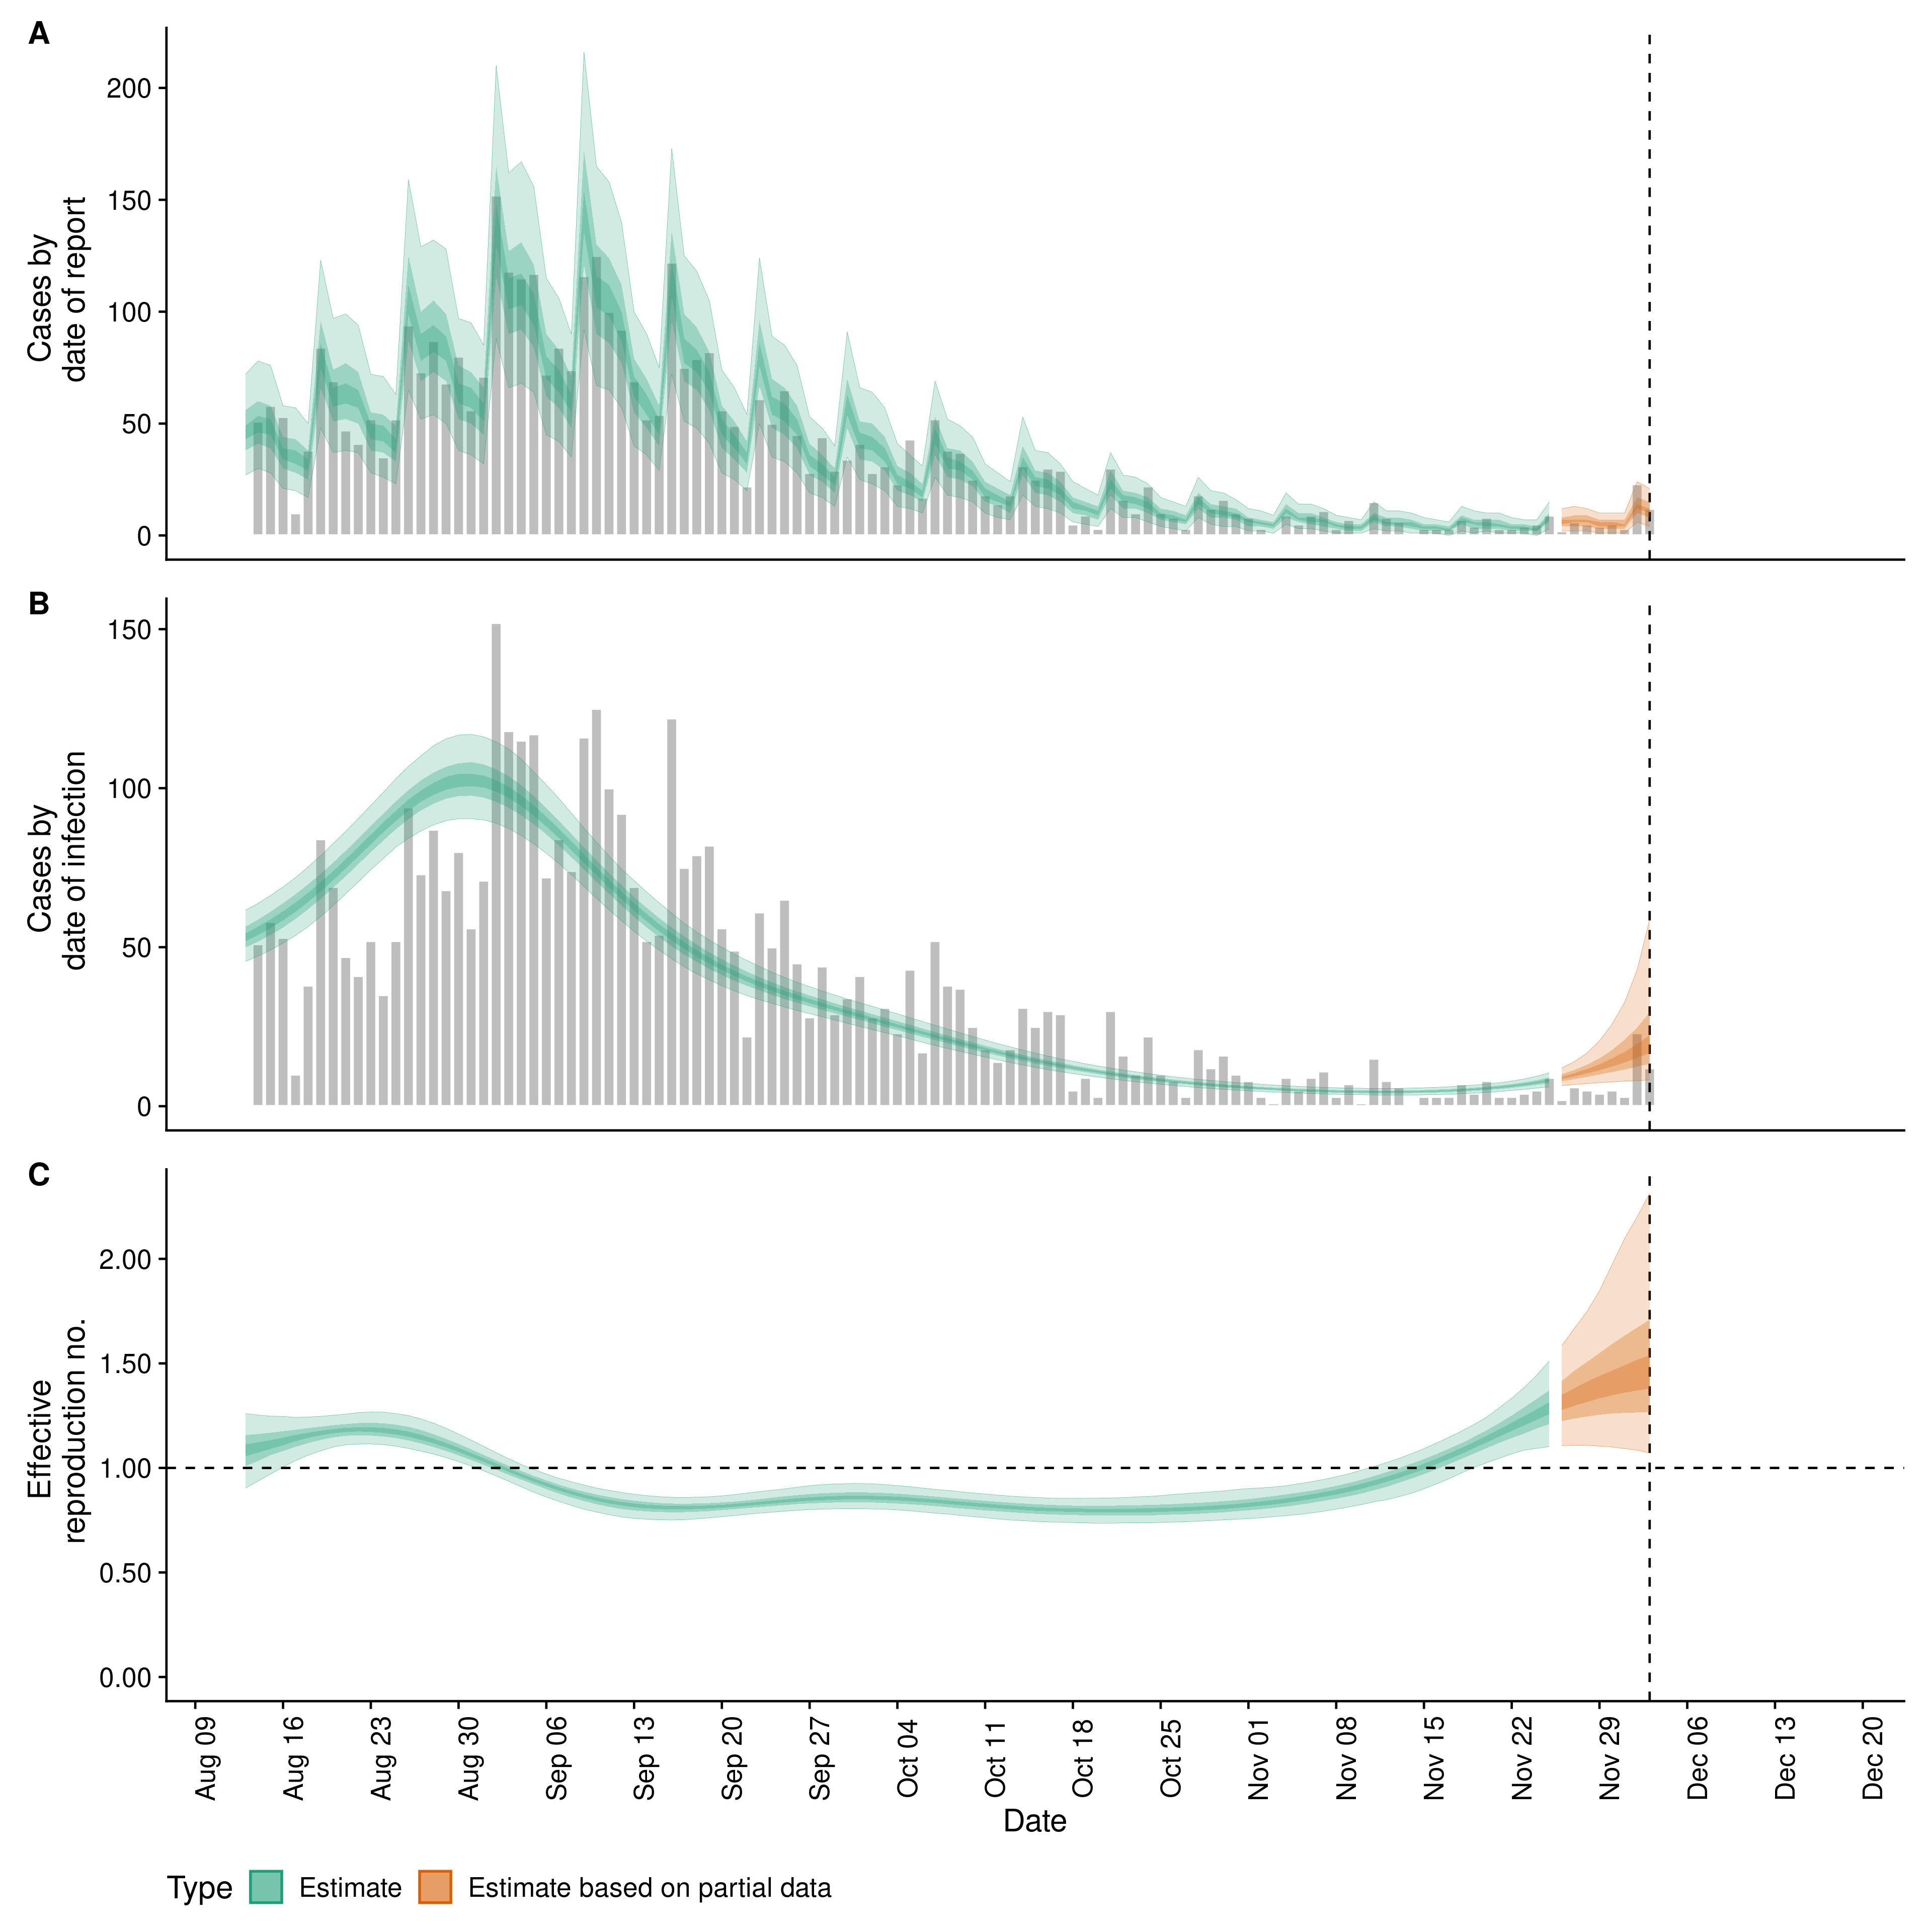 A
Cases by
date of report
200
150
100
50
0
B
Cases by
date of infection
150
100
50
0
C
Effective
reproduction no.
2.00
1.50
1.00
0.50
0.00
Aug 09
Aug 16
Aug 23
Aug 30
Sep 06
Sep 13
Sep 20
Sep 27
Oct 04
Oct 11
Oct 18
Oct 25
Nov 01
Nov 08
Nov 15
Nov 22
Nov 29
Dec 06
Dec 13
Dec 20
Date
Type Estimate Estimate based on partial data